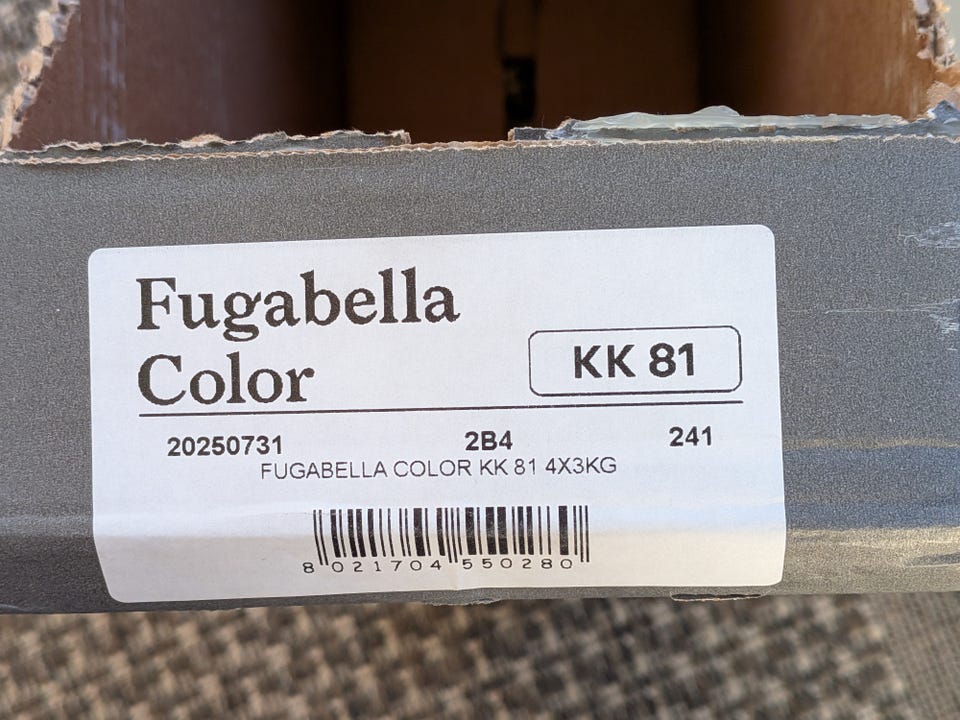 Fugabella
Color
KK 81
20250731 2B4 241
FUGABELLA COLOR KK 81 4X3KG
8 021704 550280